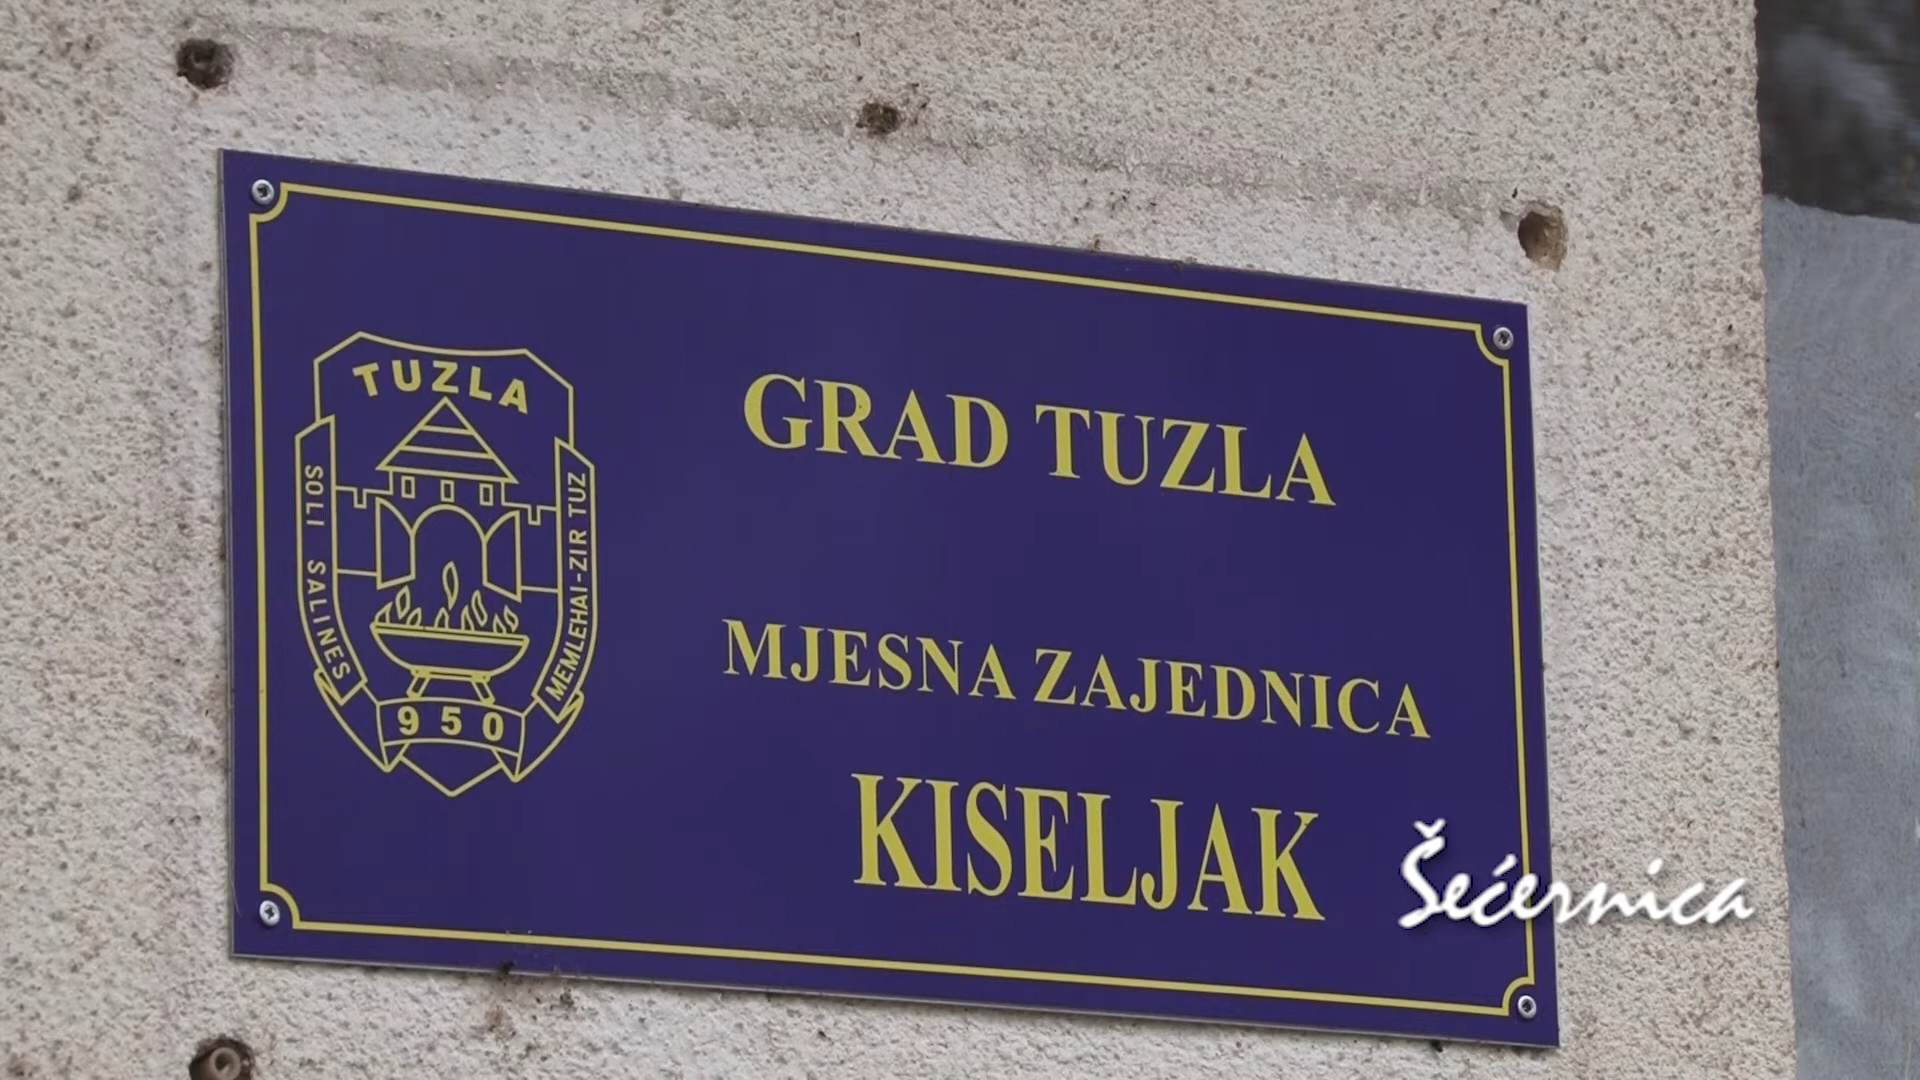 TUZLA
SOLI SALINES
MEMLEHAI-ZIR TUZ
950
GRAD TUZLA
MJESNA ZAJEDNICA
KISELJAK
Šećernica